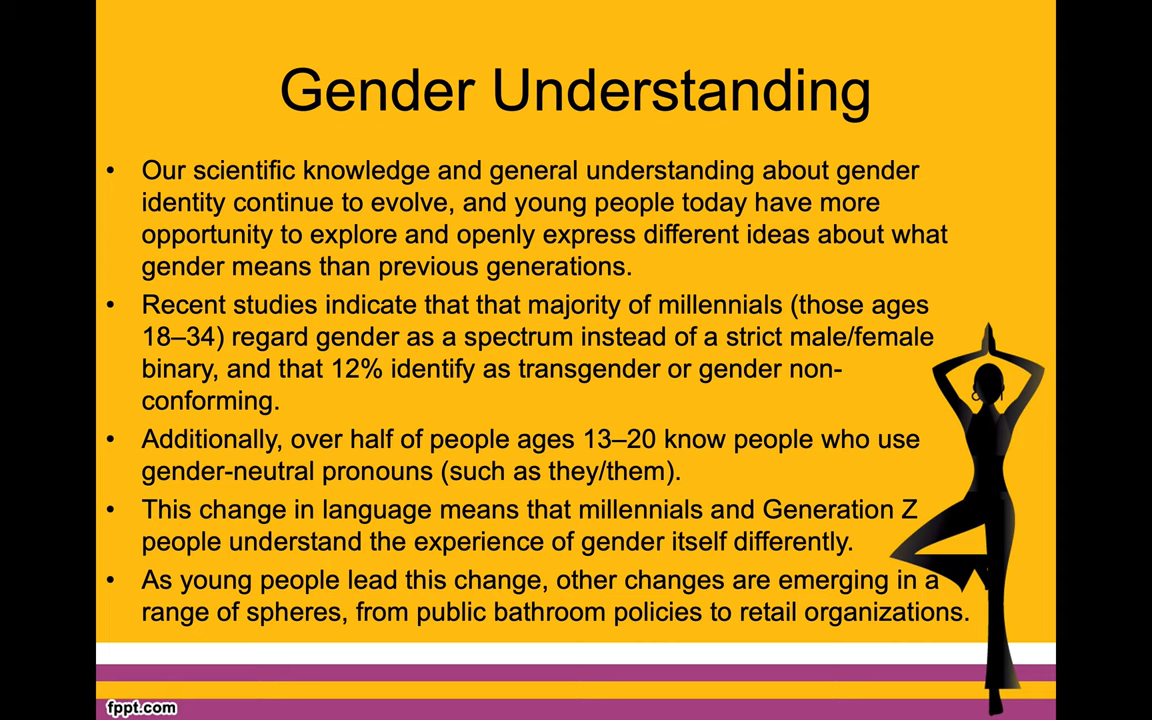 Gender Understanding
• Our scientific knowledge and general understanding about gender
identity continue to evolve, and young people today have more
opportunity to explore and openly express different ideas about what
gender means than previous generations.
• Recent studies indicate that that majority of millennials (those ages
18–34) regard gender as a spectrum instead of a strict male/female
binary, and that 12% identify as transgender or gender non-
conforming.
• Additionally, over half of people ages 13–20 know people who use
gender-neutral pronouns (such as they/them).
• This change in language means that millennials and Generation Z
people understand the experience of gender itself differently.
• As young people lead this change, other changes are emerging in a
range of spheres, from public bathroom policies to retail organizations.
fppt.com